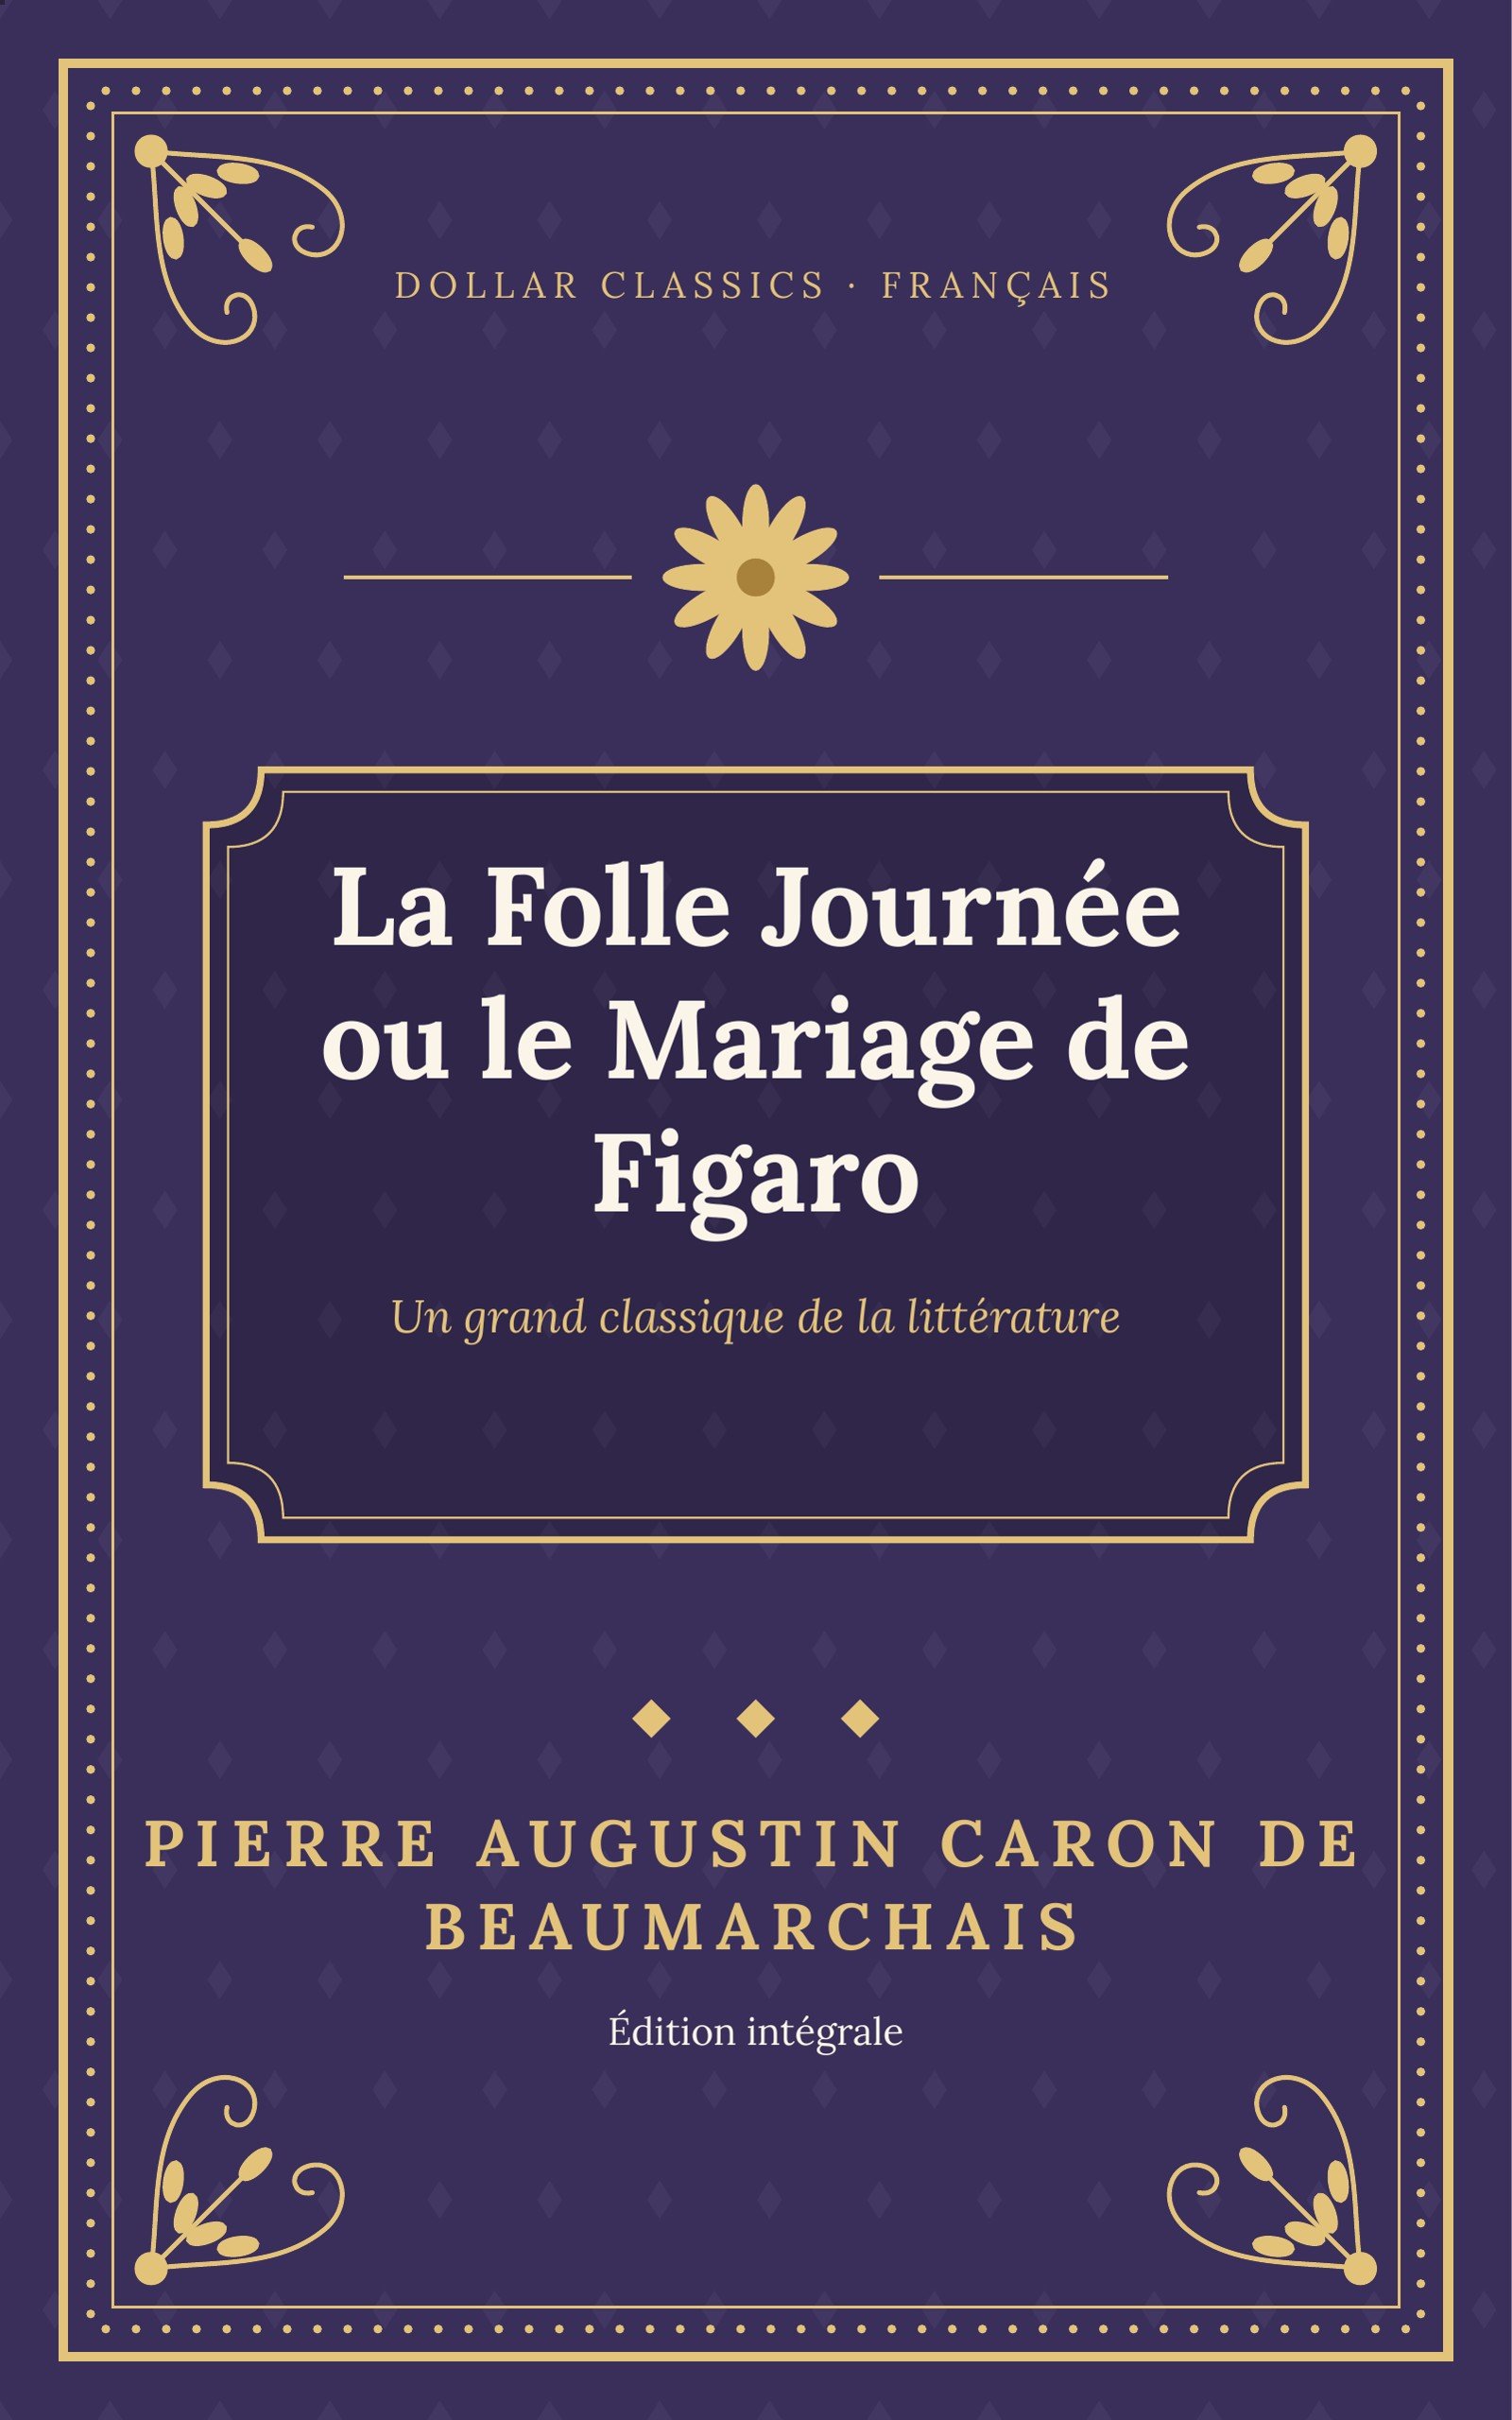 DOLLAR CLASSICS · FRANÇAIS
La Folle Journée
ou le Mariage de
Figaro
Un grand classique de la littérature
PIERRE AUGUSTIN CARON DE
BEAUMARCHAIS
Édition intégrale